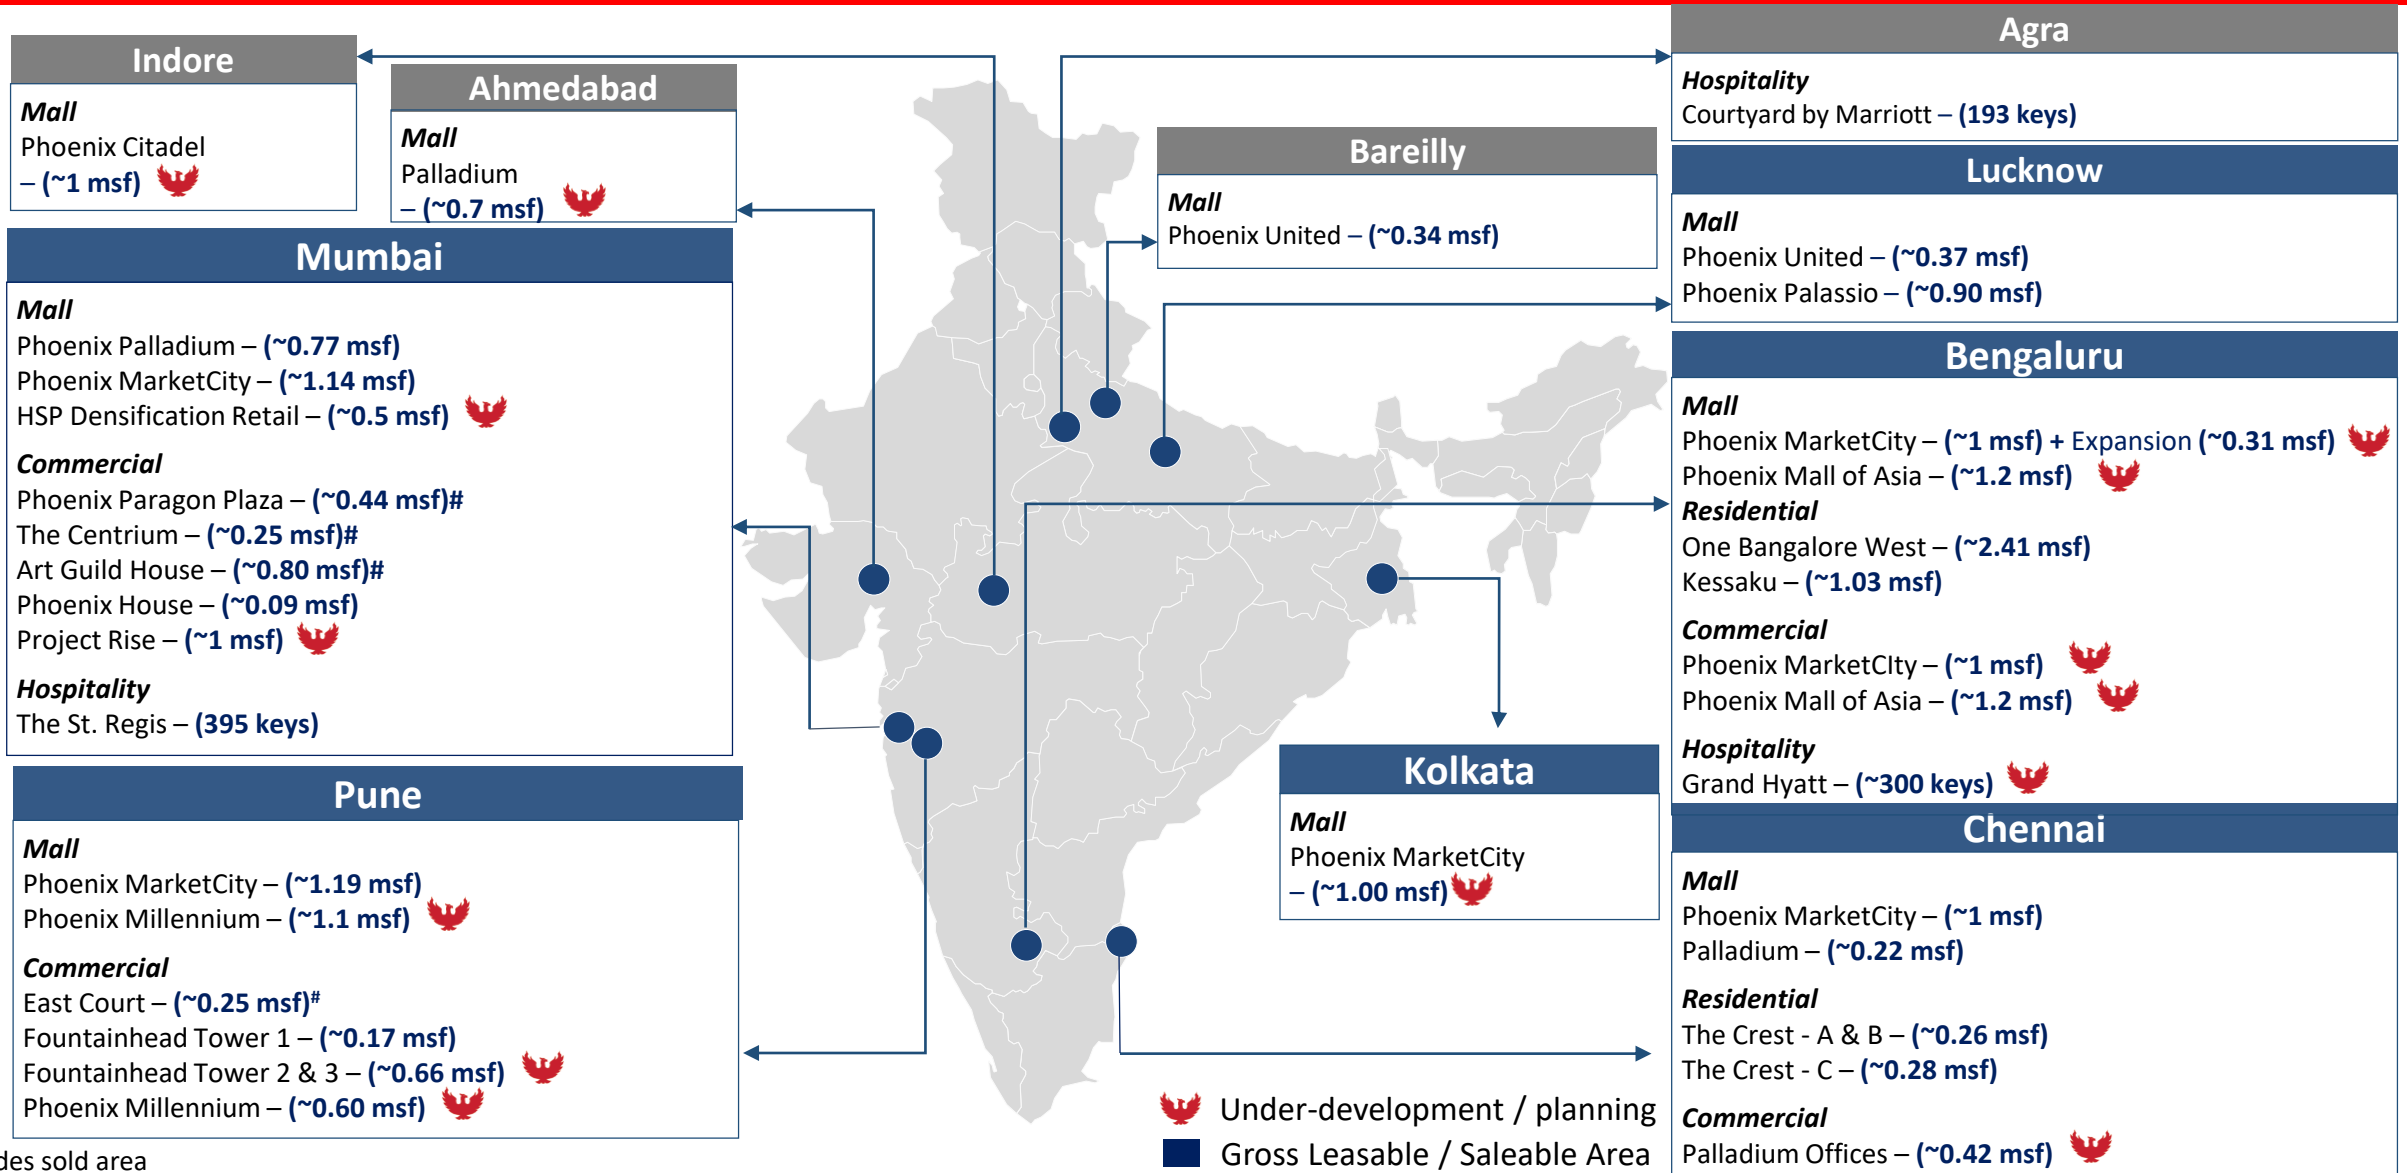 Indore
Mall
Phoenix Citadel
– (~1 msf)
Ahmedabad
Mall
Palladium
– (~0.7 msf)
Mumbai
Mall
Phoenix Palladium – (~0.77 msf)
Phoenix MarketCity – (~1.14 msf)
HSP Densification Retail – (~0.5 msf)
Commercial
Phoenix Paragon Plaza – (~0.44 msf)#
The Centrium – (~0.25 msf)#
Art Guild House – (~0.80 msf)#
Phoenix House – (~0.09 msf)
Project Rise – (~1 msf)
Hospitality
The St. Regis – (395 keys)
Pune
Mall
Phoenix MarketCity – (~1.19 msf)
Phoenix Millennium – (~1.1 msf)
Commercial
East Court – (~0.25 msf)#
Fountainhead Tower 1 – (~0.17 msf)
Fountainhead Tower 2 & 3 – (~0.66 msf)
Phoenix Millennium – (~0.60 msf)
des sold area
Bareilly
Mall
Phoenix United – (~0.34 msf)
Kolkata
Mall
Phoenix MarketCity
– (~1.00 msf)
Under-development / planning
Gross Leasable / Saleable Area
Agra
Hospitality
Courtyard by Marriott – (193 keys)
Lucknow
Mall
Phoenix United – (~0.37 msf)
Phoenix Palassio – (~0.90 msf)
Bengaluru
Mall
Phoenix MarketCity – (~1 msf) + Expansion (~0.31 msf)
Phoenix Mall of Asia – (~1.2 msf)
Residential
One Bangalore West – (~2.41 msf)
Kessaku – (~1.03 msf)
Commercial
Phoenix MarketCIty – (~1 msf)
Phoenix Mall of Asia – (~1.2 msf)
Hospitality
Grand Hyatt – (~300 keys)
Chennai
Mall
Phoenix MarketCity – (~1 msf)
Palladium – (~0.22 msf)
Residential
The Crest - A & B – (~0.26 msf)
The Crest - C – (~0.28 msf)
Commercial
Palladium Offices – (~0.42 msf)